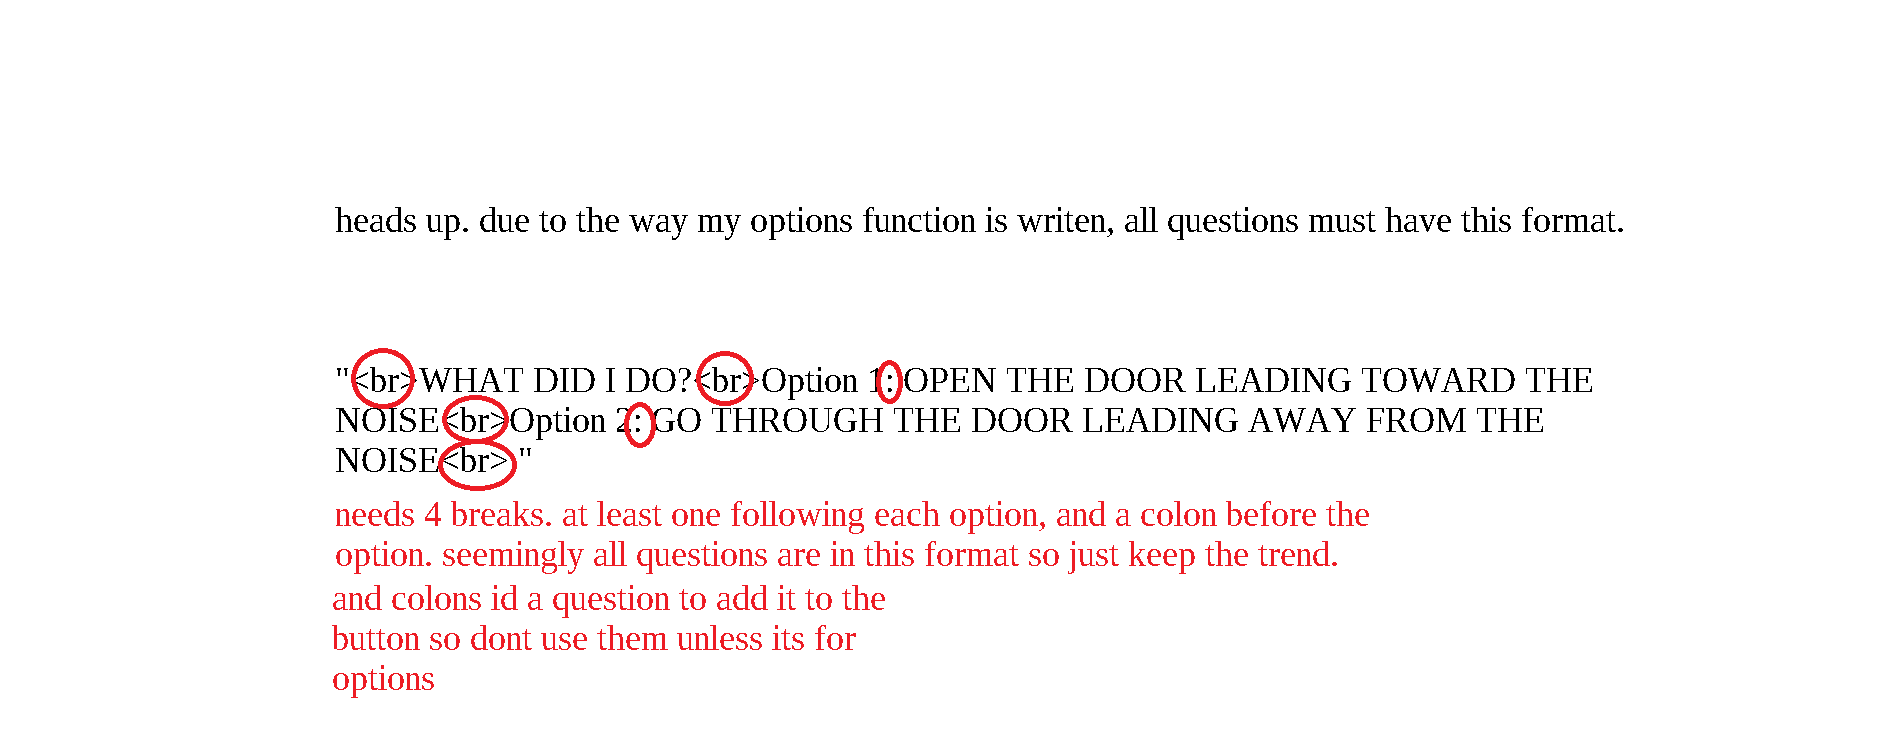 heads up. due to the way my options function is writen, all questions must have this format.
"<br>WHAT DID I DO?<br>Option 1: OPEN THE DOOR LEADING TOWARD THE
NOISE<br>Option 2: GO THROUGH THE DOOR LEADING AWAY FROM THE
NOISE<br> "
needs 4 breaks. at least one following each option, and a colon before the
option. seemingly all questions are in this format so just keep the trend.
and colons id a question to add it to the
button so dont use them unless its for
options